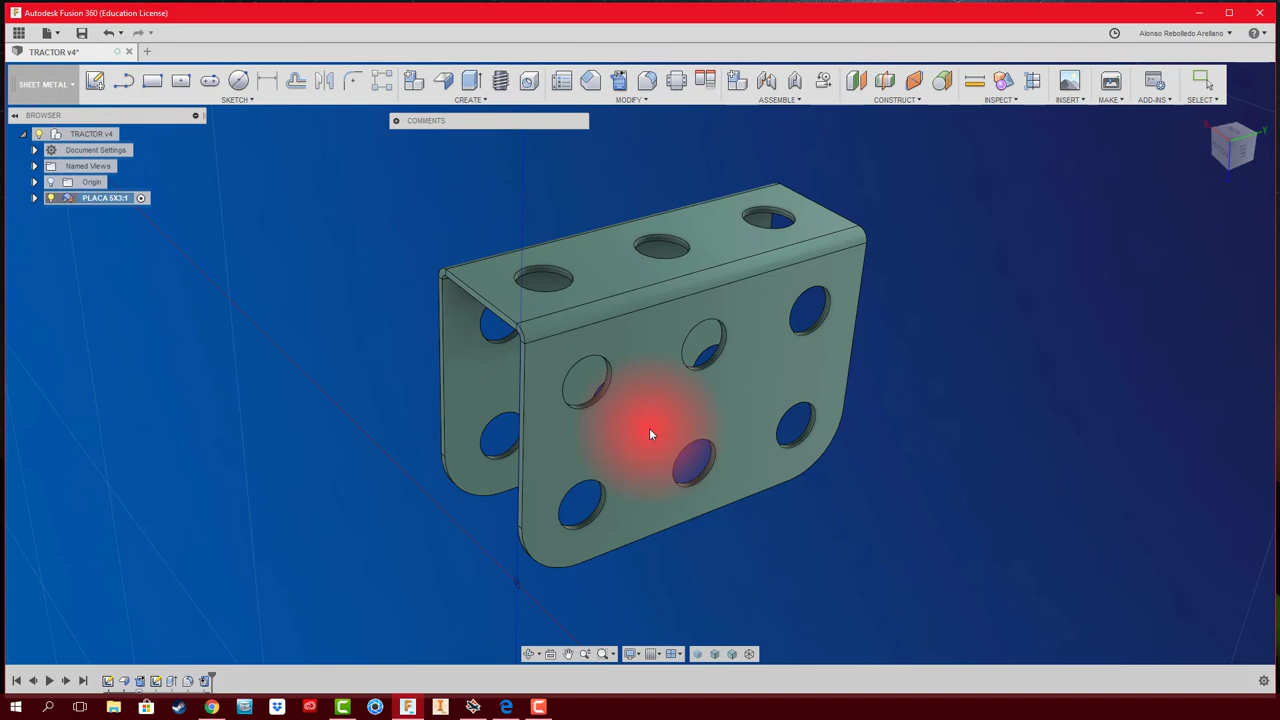 Autodesk Fusion 360 (Education License)
Alonso Rebolledo Arellano
TRACTOR v4*
SHEET METAL
SKETCH
CREATE
MODIFY
ASSEMBLE
CONSTRUCT
INSPECT
INSERT
MAKE
ADD-INS
SELECT
BROWSER
COMMENTS
TRACTOR v4
Document Settings
Named Views
Origin
PLACA 5X3:1
X
Y